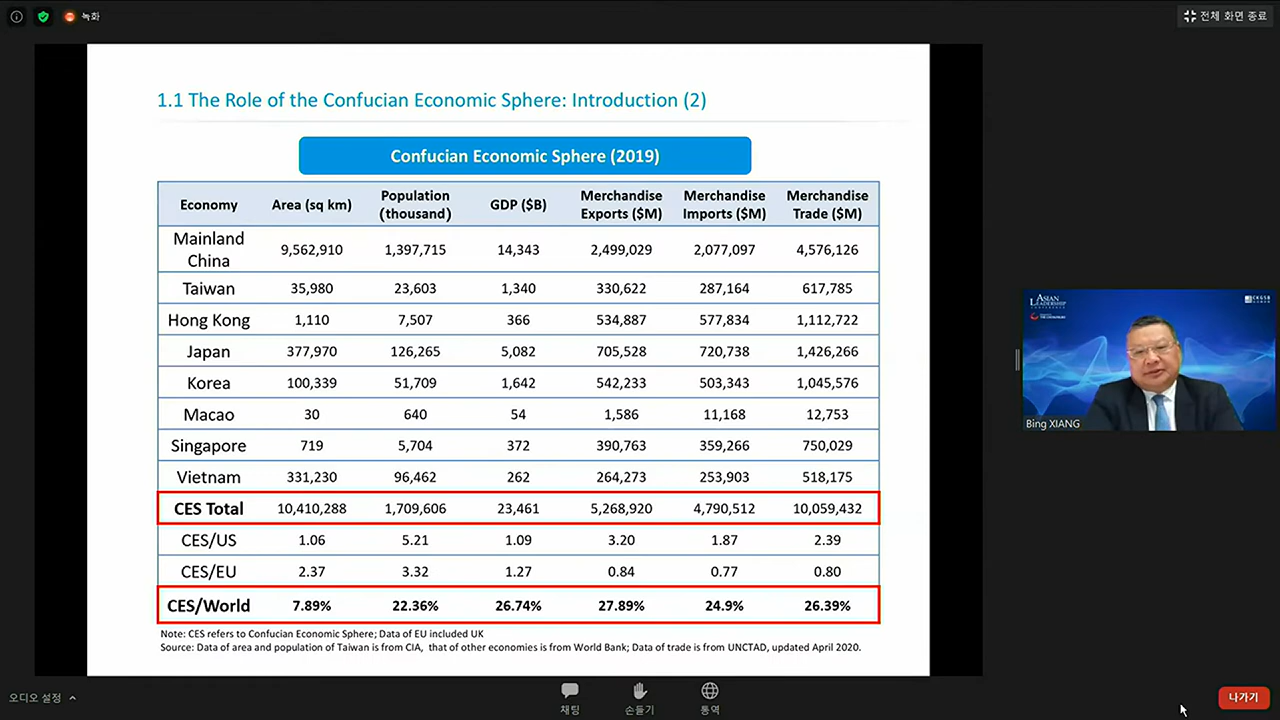 녹화
전체 화면 종료
1.1 The Role of the Confucian Economic Sphere: Introduction (2)
Confucian Economic Sphere (2019)
Economy Area (sq km) Population (thousand) GDP ($B) Merchandise Exports ($M) Merchandise Imports ($M) Merchandise Trade ($M)
Mainland China 9,562,910 1,397,715 14,343 2,499,029 2,077,097 4,576,126
Taiwan 35,980 23,603 1,340 330,622 287,164 617,785
Hong Kong 1,110 7,507 366 534,887 577,834 1,112,722
Japan 377,970 126,265 5,082 705,528 720,738 1,426,266
Korea 100,339 51,709 1,642 542,233 503,343 1,045,576
Macao 30 640 54 1,586 11,168 12,753
Singapore 719 5,704 372 390,763 359,266 750,029
Vietnam 331,230 96,462 262 264,273 253,903 518,175
CES Total 10,410,288 1,709,606 23,461 5,268,920 4,790,512 10,059,432
CES/US 1.06 5.21 1.09 3.20 1.87 2.39
CES/EU 2.37 3.32 1.27 0.84 0.77 0.80
CES/World 7.89% 22.36% 26.74% 27.89% 24.9% 26.39%
Note: CES refers to Confucian Economic Sphere; Data of EU included UK
Source: Data of area and population of Taiwan is from CIA, that of other economies is from World Bank; Data of trade is from UNCTAD, updated April 2020.
ASIAN
LEADERSHIP
CKGSB
Bing XIANG
오디오 설정
채팅
손들기
통역
나가기